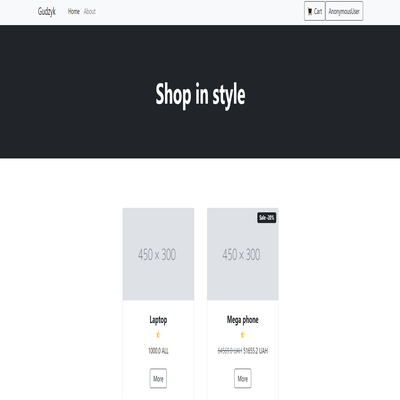 Gudzyk Home About Cart AnonymousUser
Shop in style
Sale -20%
450 × 300 450 × 300
Laptop Mega phone
1000.0 ALL 64569.0 UAH 51655.2 UAH
More More